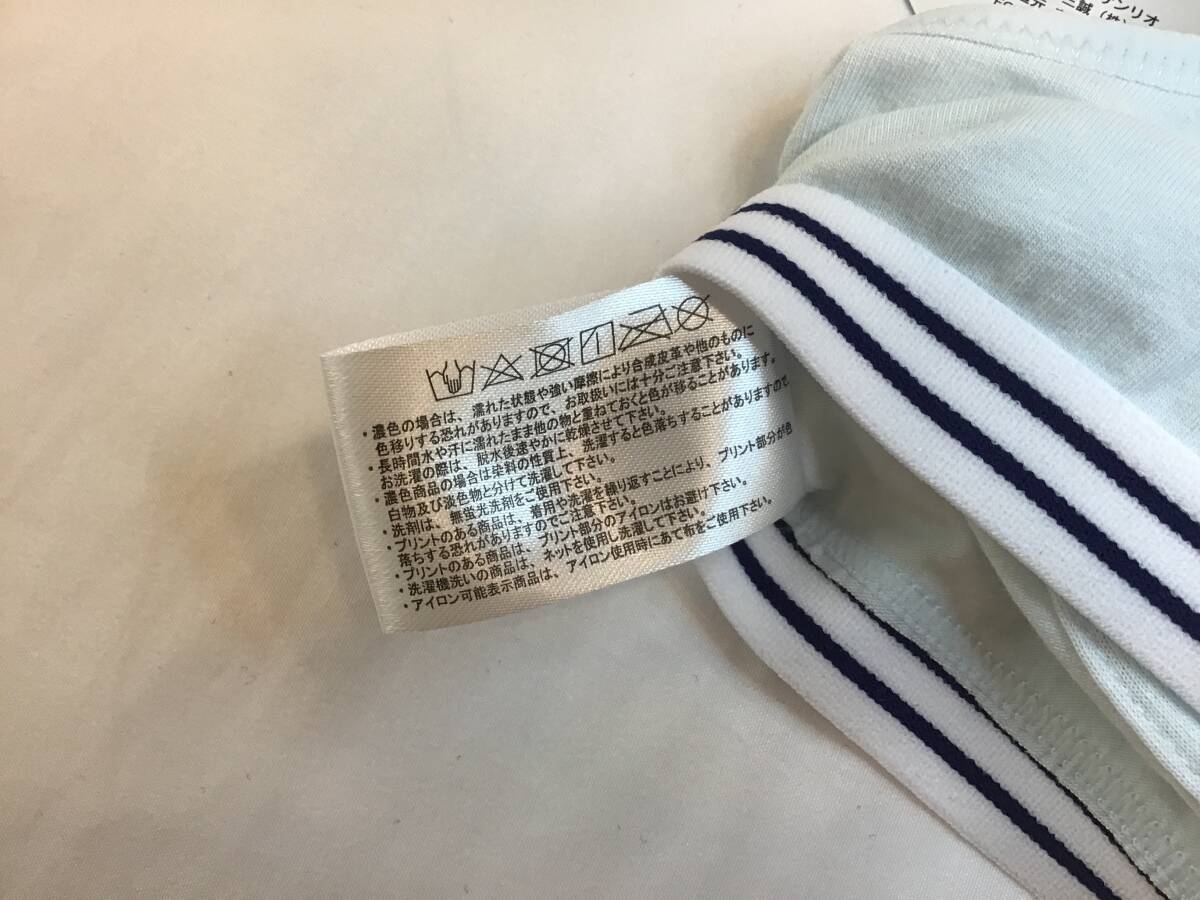 ンリオ
・濃色の場合は、濡れた状態や強い摩擦により合成皮革や他のものに
色移りする恐れがありますので、お取扱いには十分ご注意下さい。
・長時間水や汗に濡れたまま他の物と重ねておくと色が移ることがあります。
お洗濯の際は、脱水後速やかに乾燥させて下さい。
・濃色商品の場合は染料の性質上、洗濯すると色落ちすることがありますので、
白物及び淡色物と分けて洗濯して下さい。
・洗剤は、無蛍光洗剤をご使用下さい。
・プリントのある商品は、着用や洗濯を繰り返すことにより、プリント部分が色
落ちする恐れがありますのでご注意下さい。
・プリントのある商品は、プリント部分のアイロンはお避け下さい。
・洗濯機洗いの商品は、ネットを使用し洗濯して下さい。
・アイロン可能表示商品は、アイロン使用時にあて布をご使用下さい。